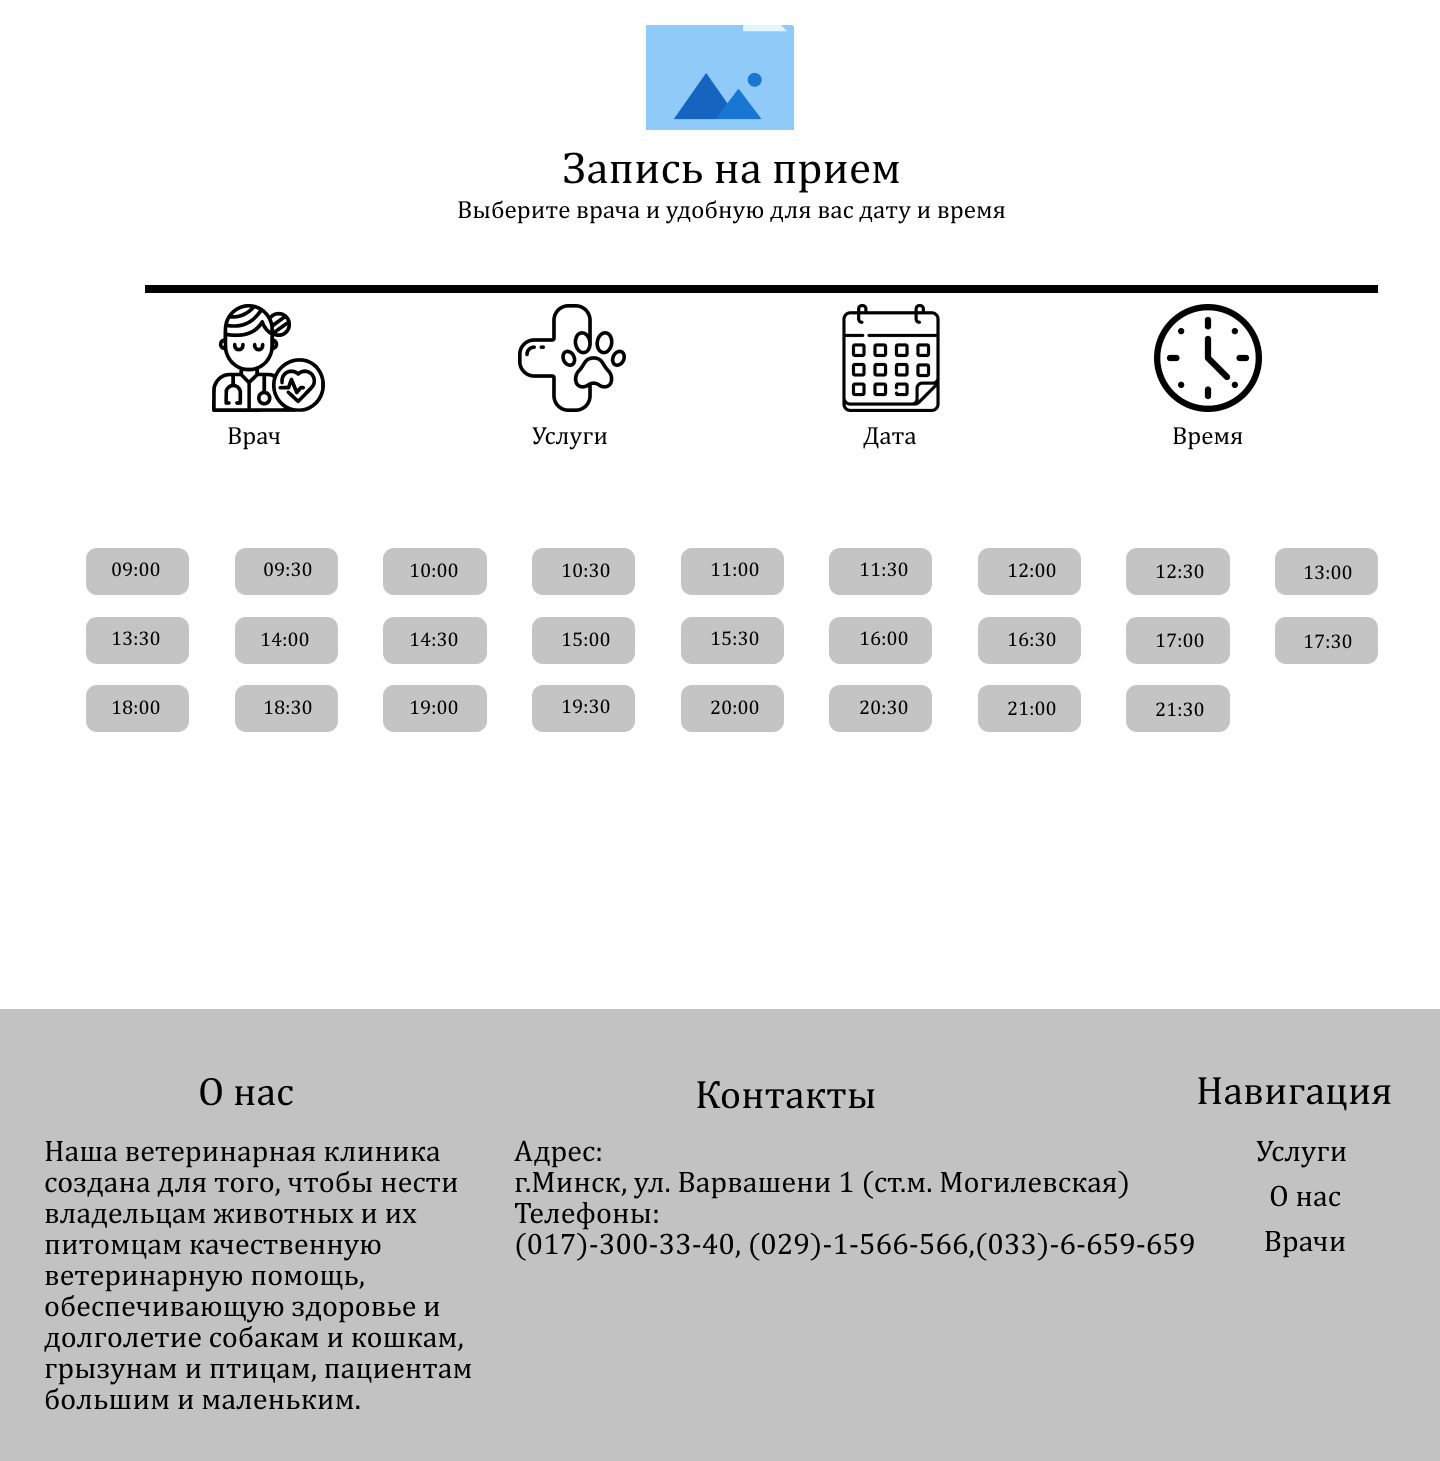 Запись на прием
Выберите врача и удобную для вас дату и время
Врач
Услуги
Дата
Время
09:00 09:30 10:00 10:30 11:00 11:30 12:00 12:30 13:00
13:30 14:00 14:30 15:00 15:30 16:00 16:30 17:00 17:30
18:00 18:30 19:00 19:30 20:00 20:30 21:00 21:30
О нас
Наша ветеринарная клиника
создана для того, чтобы нести
владельцам животных и их
питомцам качественную
ветеринарную помощь,
обеспечивающую здоровье и
долголетие собакам и кошкам,
грызунам и птицам, пациентам
большим и маленьким.
Контакты
Адрес:
г.Минск, ул. Варвашени 1 (ст.м. Могилевская)
Телефоны:
(017)-300-33-40, (029)-1-566-566,(033)-6-659-659
Навигация
Услуги
О нас
Врачи